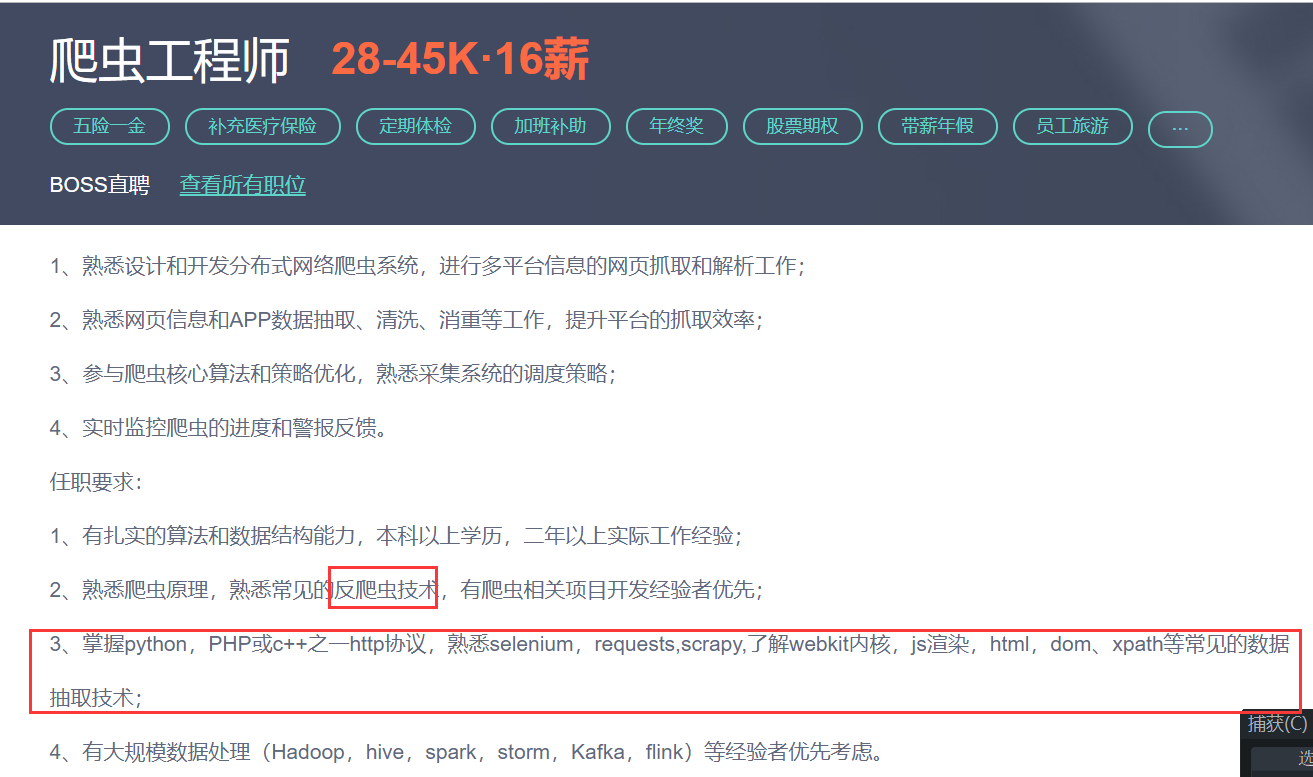 爬虫工程师 28-45K·16薪
五险一金 补充医疗保险 定期体检 加班补助 年终奖 股票期权 带薪年假 员工旅游 ...
BOSS直聘 查看所有职位
1、熟悉设计和开发分布式网络爬虫系统，进行多平台信息的网页抓取和解析工作；
2、熟悉网页信息和APP数据抽取、清洗、消重等工作，提升平台的抓取效率；
3、参与爬虫核心算法和策略优化，熟悉采集系统的调度策略；
4、实时监控爬虫的进度和警报反馈。
任职要求：
1、有扎实的算法和数据结构能力，本科以上学历，二年以上实际工作经验；
2、熟悉爬虫原理，熟悉常见的反爬虫技术，有爬虫相关项目开发经验者优先；
3、掌握python，PHP或c++之一http协议，熟悉selenium，requests,scrapy,了解webkit内核，js渲染，html，dom、xpath等常见的数据
抽取技术；
捕获(C)
4、有大规模数据处理（Hadoop，hive，spark，storm，Kafka，flink）等经验者优先考虑。